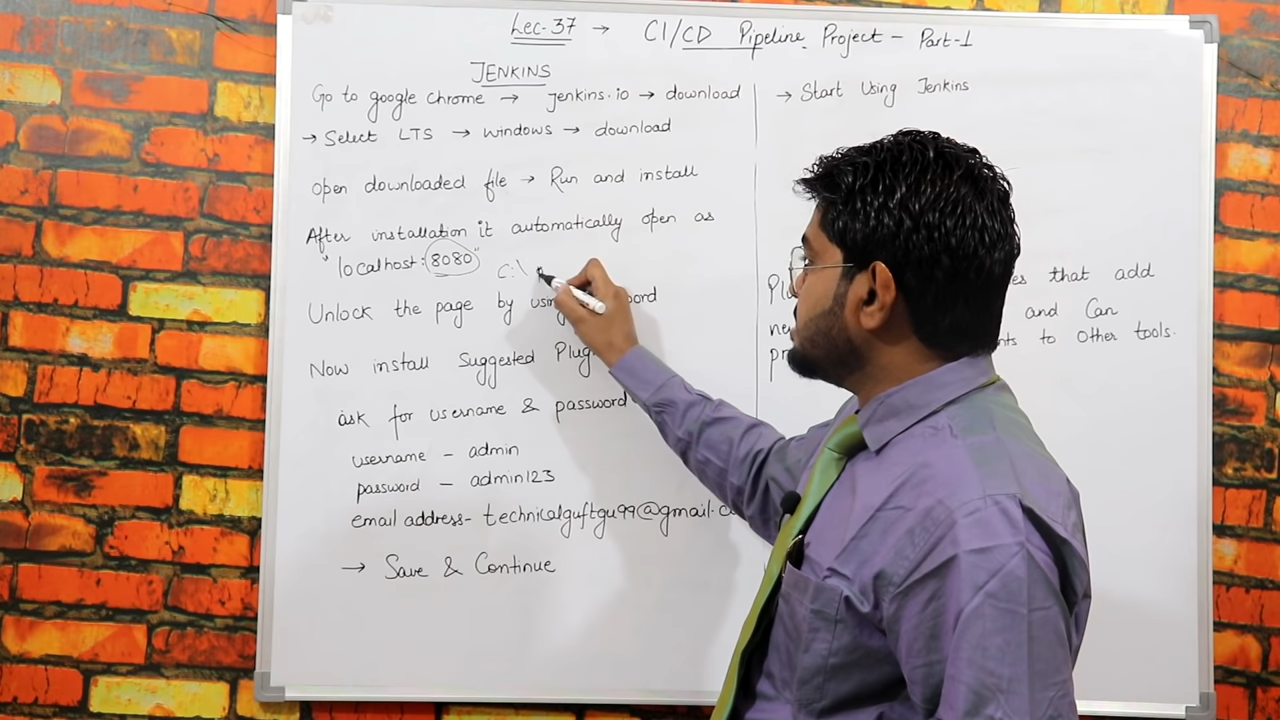 Lec-37 → CI/CD Pipeline Project - Part-1
JENKINS
Go to google chrome → jenkins.io → download
→ Select LTS → windows → download
Open downloaded file → Run and install
After installation it automatically open as
"localhost:8080"
C:\
Unlock the page by
Now install Suggested
ask for username & password
username - admin
password - admin123
email address- technicalguftgu99@gmail.c
→ Save & Continue
→ Start Using Jenkins
that add
and Can
to Other tools.